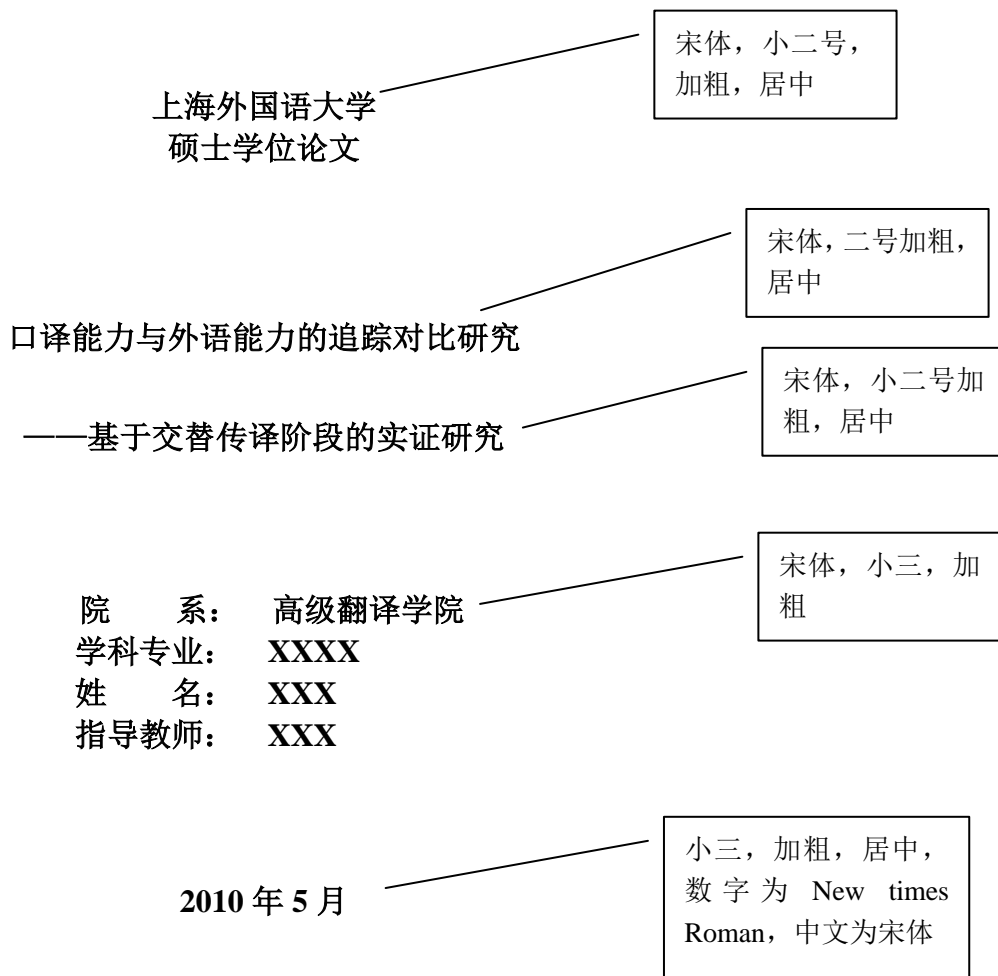 宋体，小二号，
加粗，居中
上海外国语大学
硕士学位论文
宋体，二号加粗，
居中
口译能力与外语能力的追踪对比研究
宋体，小二号加
粗，居中
——基于交替传译阶段的实证研究
宋体，小三，加
粗
院 系： 高级翻译学院
学科专业： XXXX
姓 名： XXX
指导教师： XXX
小三，加粗，居中，
数字为 New times
Roman，中文为宋体
2010 年 5 月